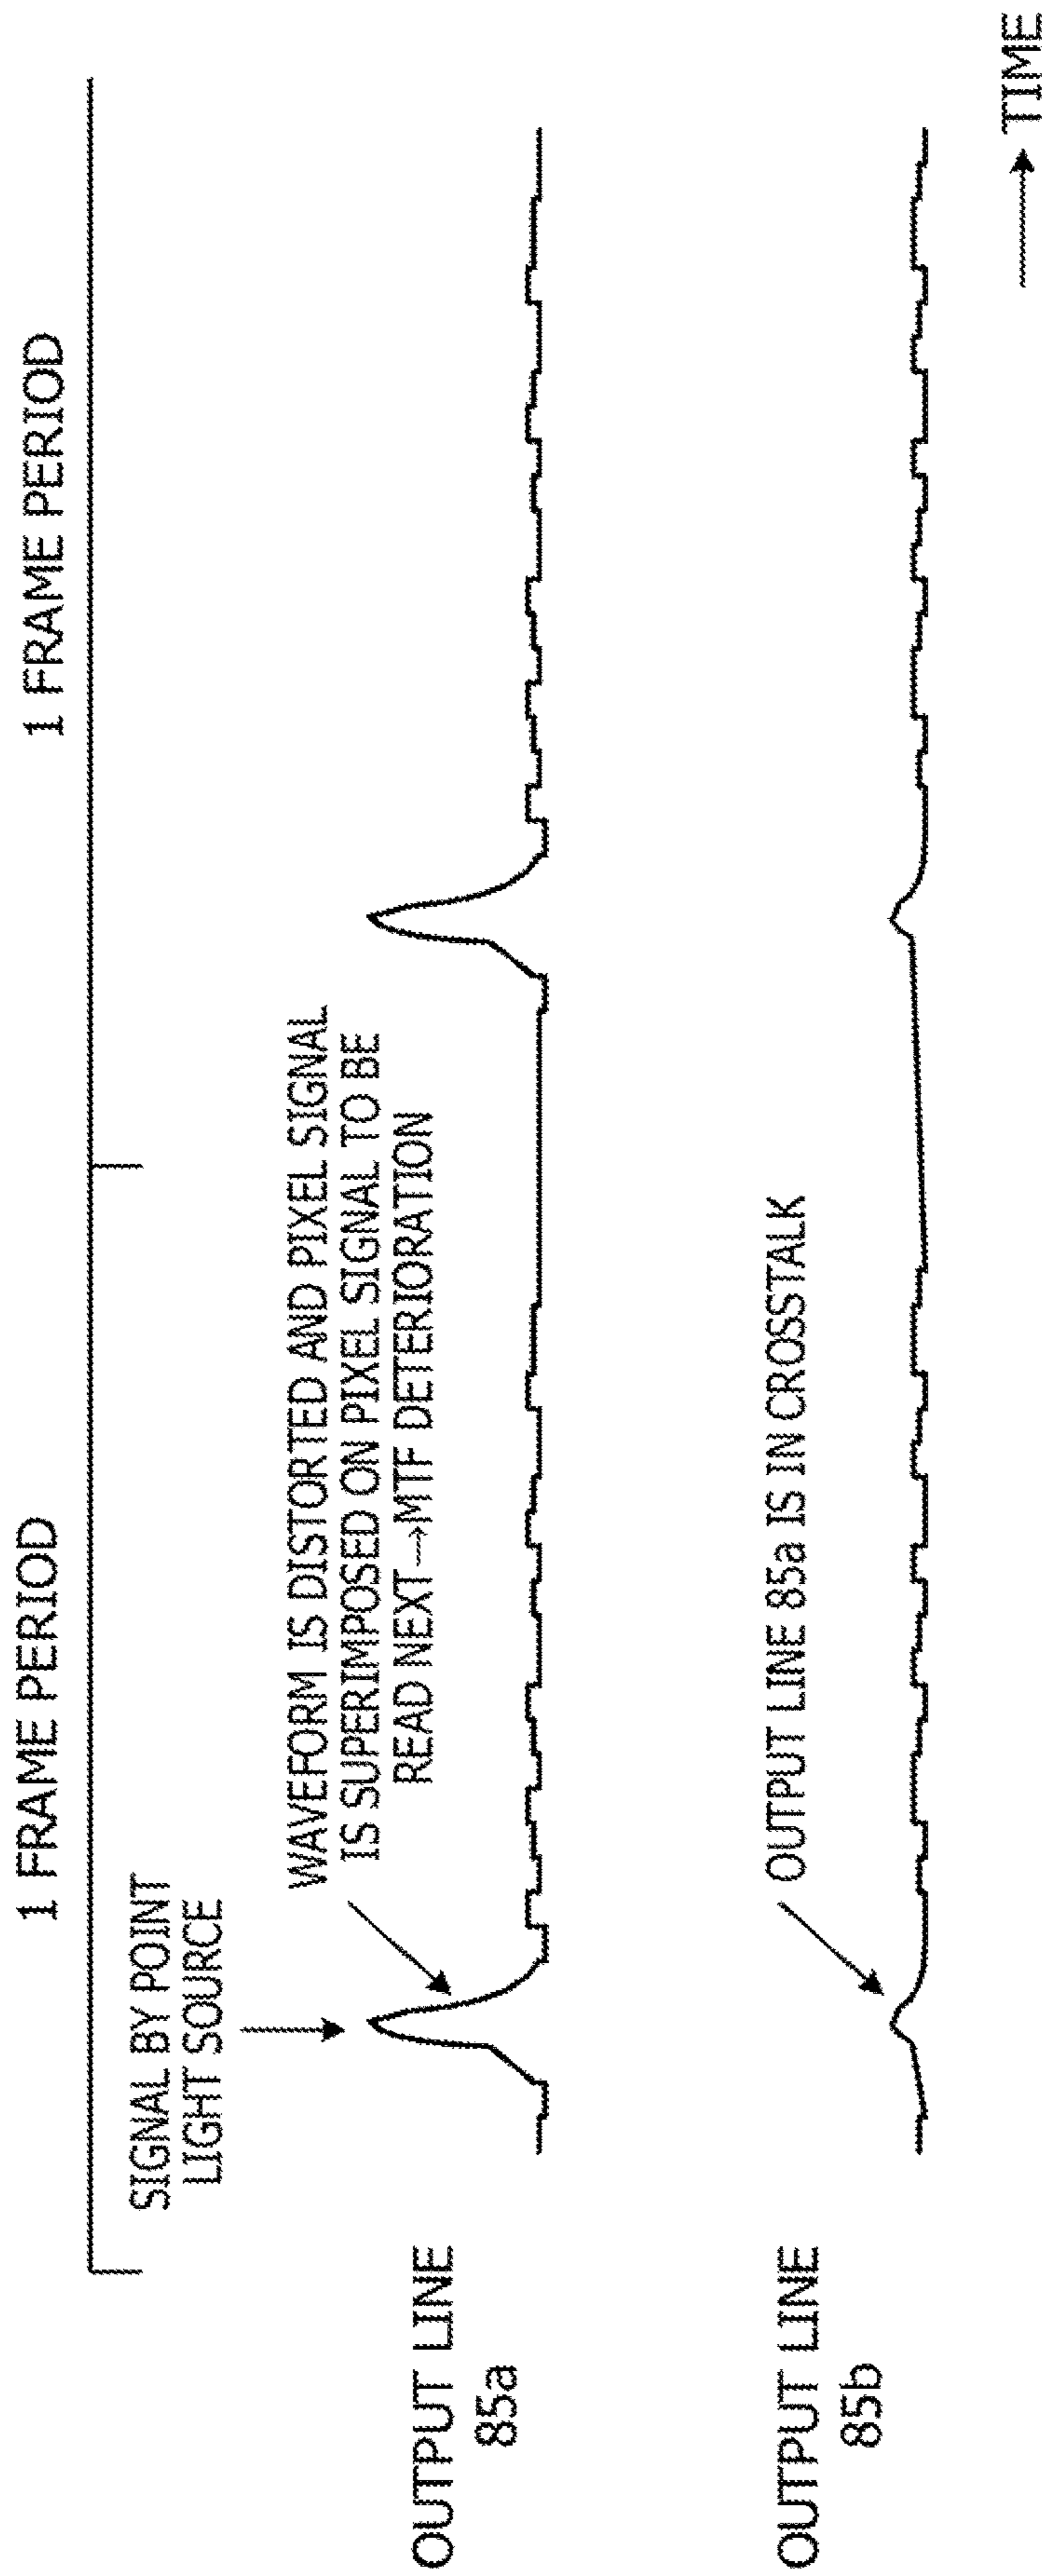 1 FRAME PERIOD
1 FRAME PERIOD
SIGNAL BY POINT
LIGHT SOURCE
WAVEFORM IS DISTORTED AND PIXEL SIGNAL
IS SUPERIMPOSED ON PIXEL SIGNAL TO BE
READ NEXT→MTF DETERIORATION
OUTPUT LINE
85a
OUTPUT LINE 85a IS IN CROSSTALK
OUTPUT LINE
85b
TIME